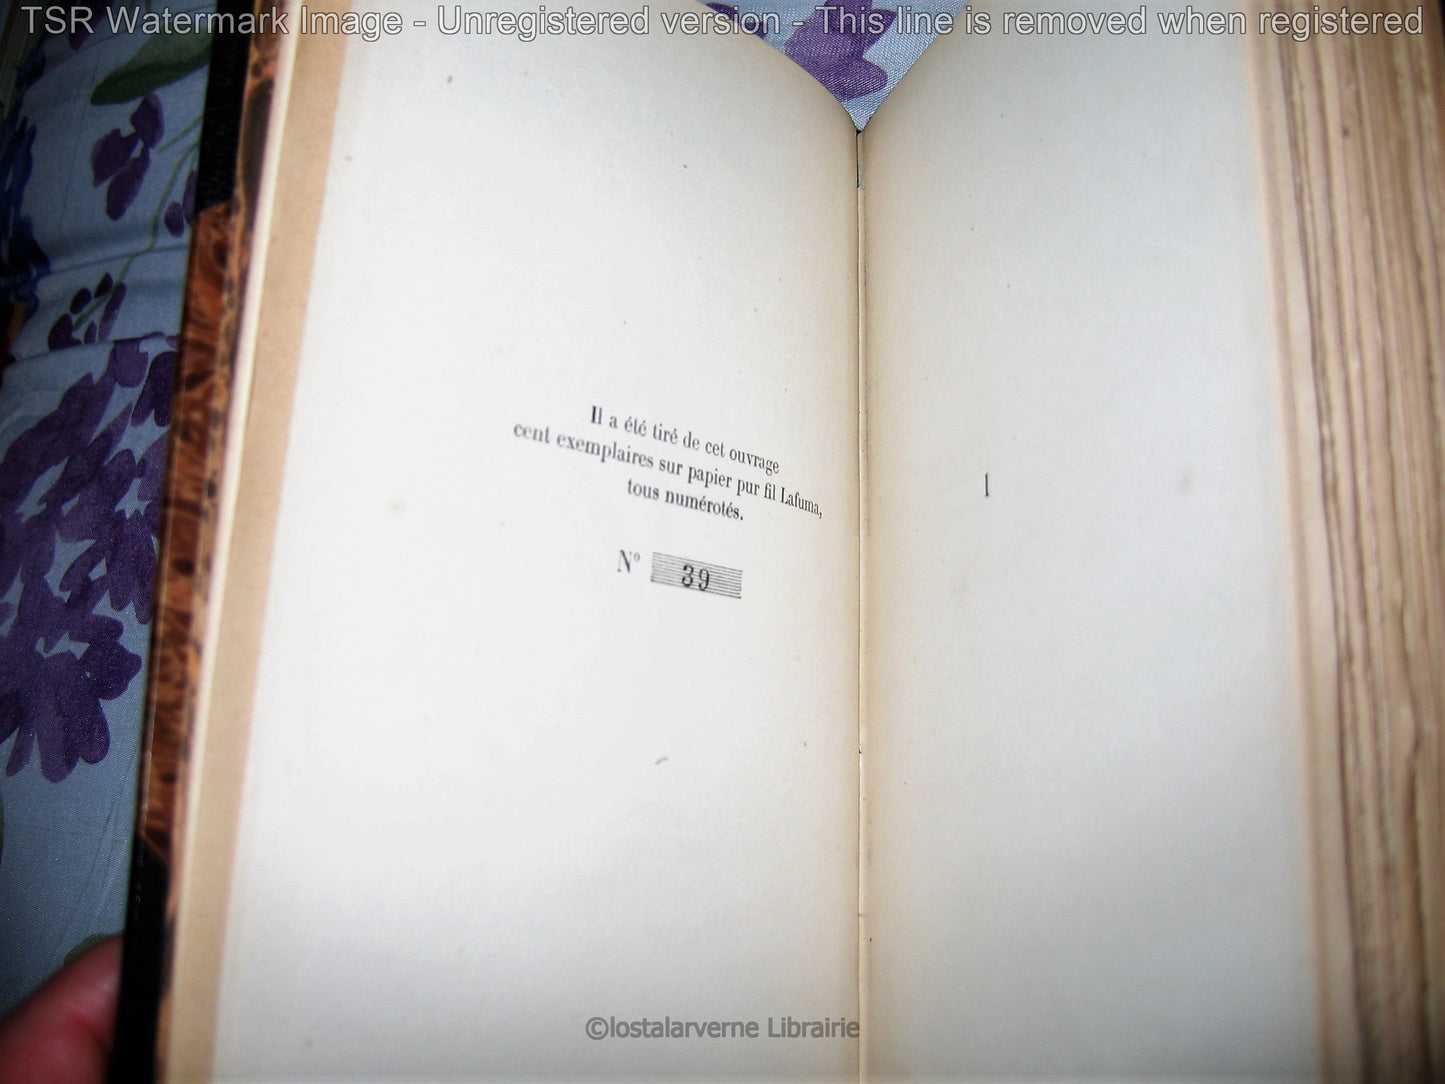 TSR Watermark Image - Unregistered version - This line is removed when registered
Il a été tiré de cet ouvrage
cent exemplaires sur papier pur fil Lafuma,
tous numérotés.
N° 39
I
©lostalarverne Librairie